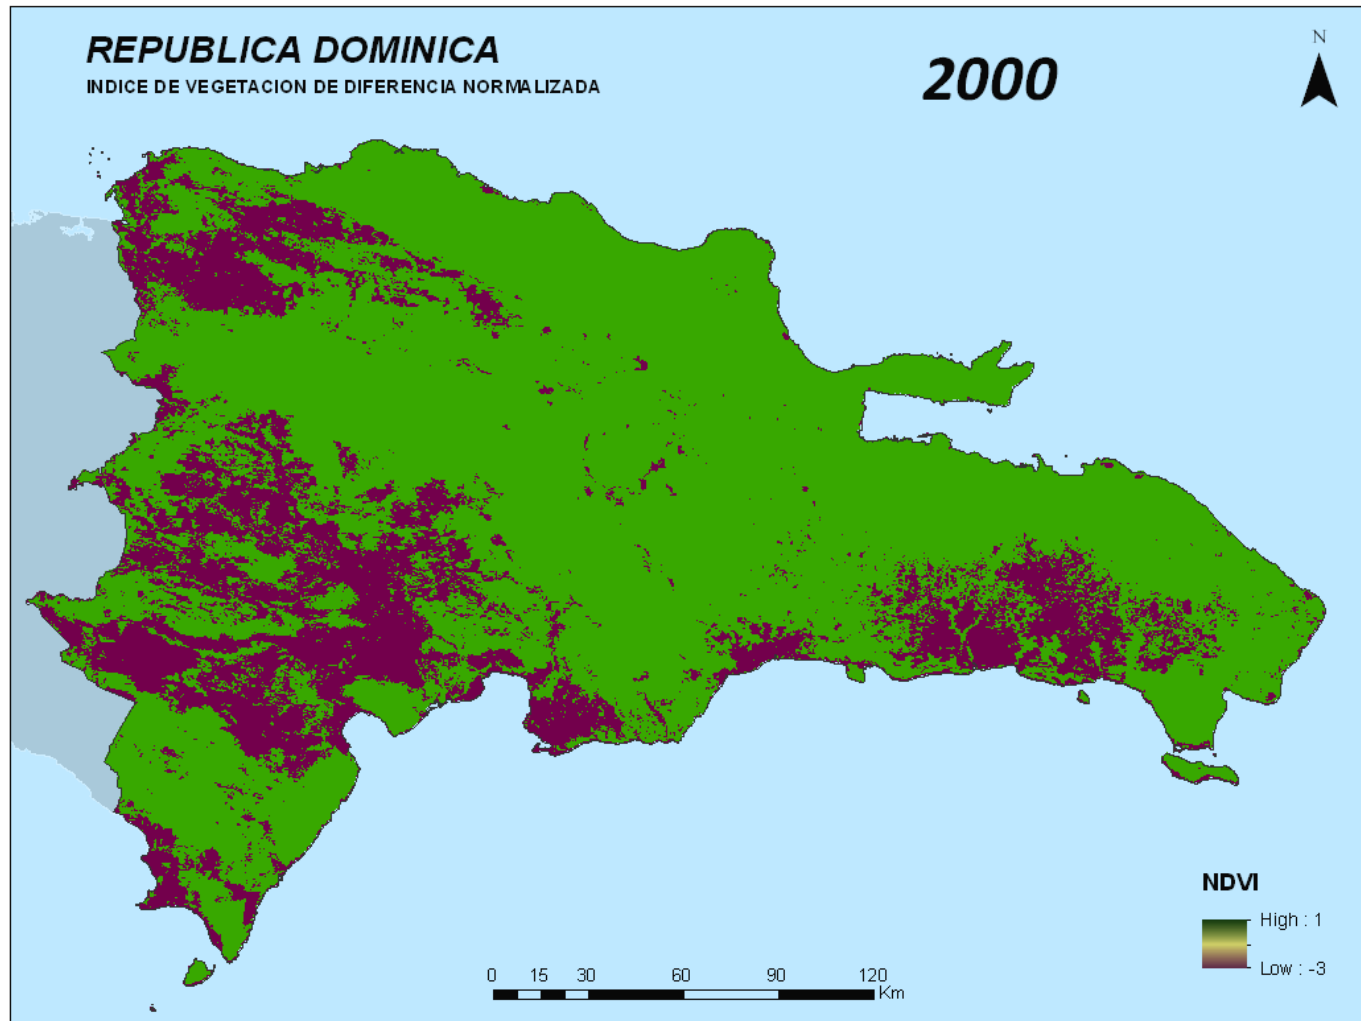 REPUBLICA DOMINICA
INDICE DE VEGETACION DE DIFERENCIA NORMALIZADA
2000
N
NDVI
High : 1
Low : -3
0 15 30 60 90 120
Km